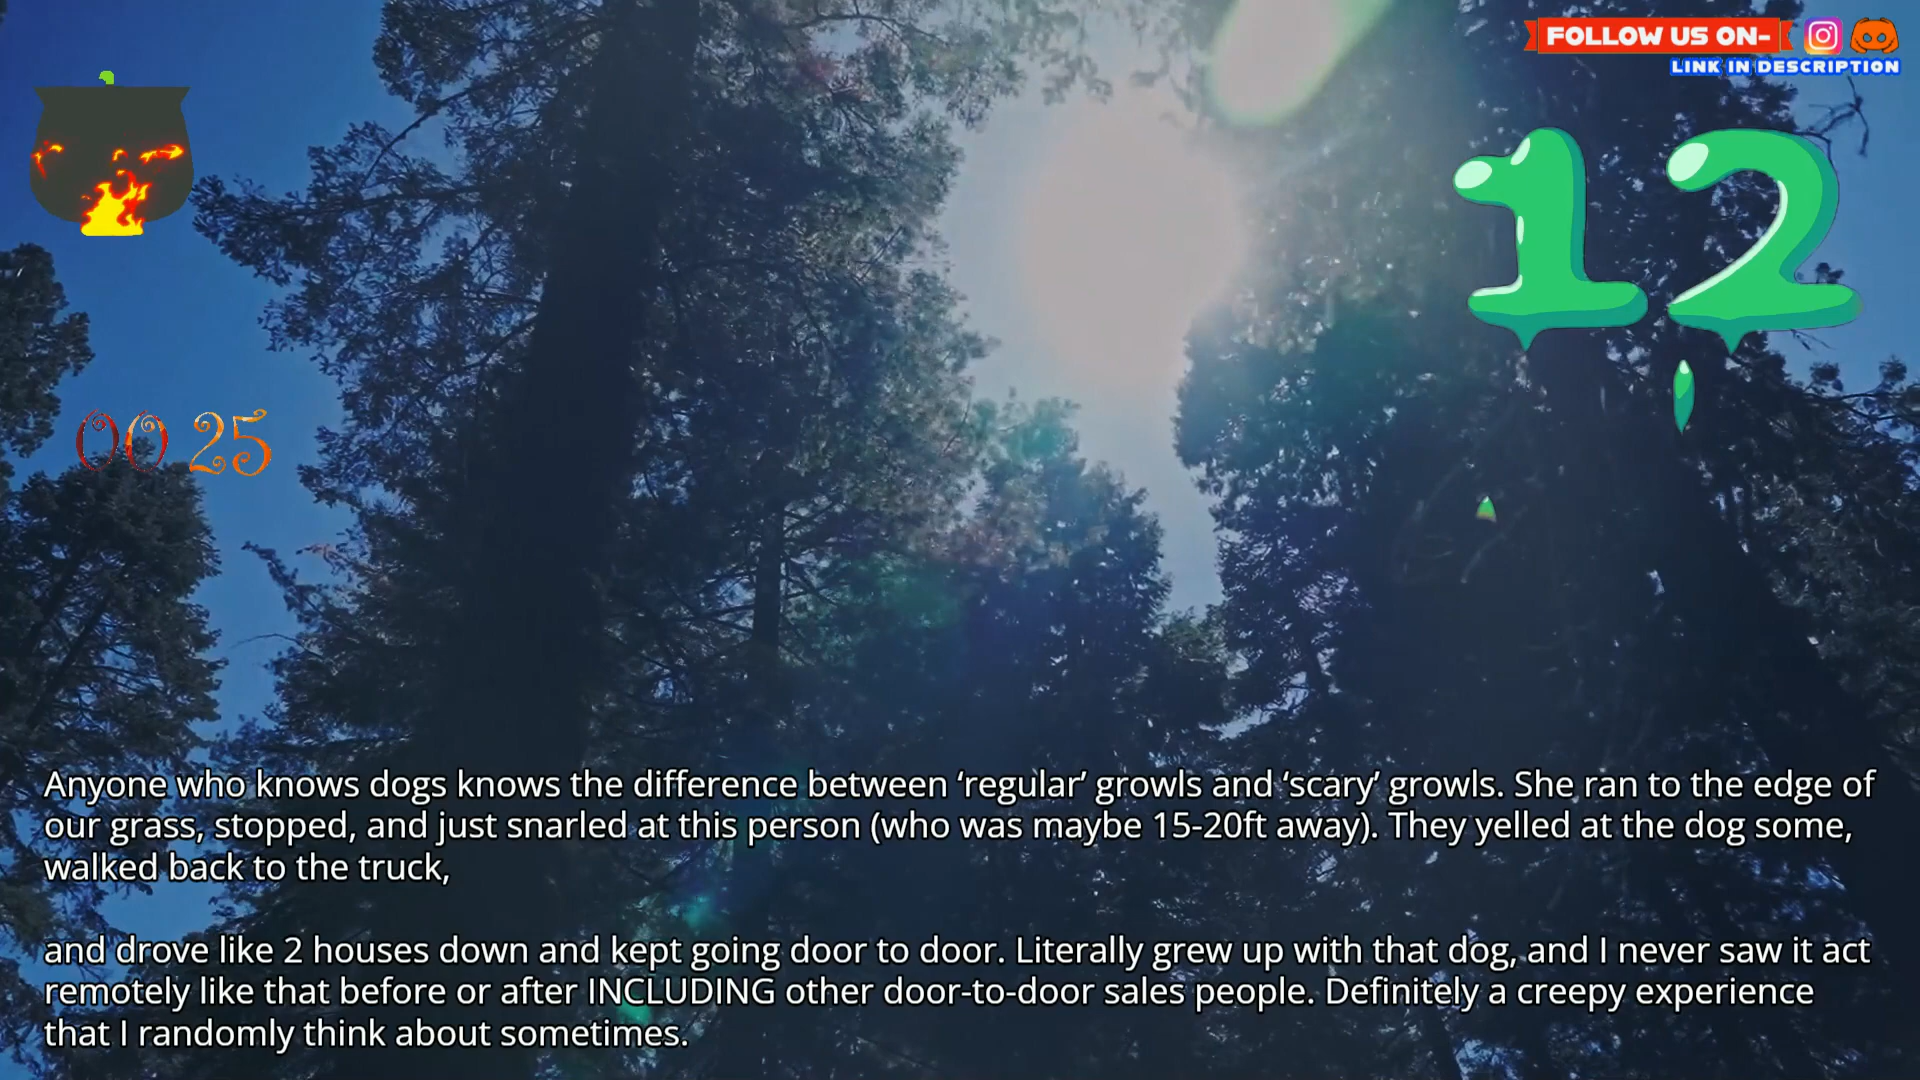 FOLLOW US ON-
LINK IN DESCRIPTION
12
00 25
Anyone who knows dogs knows the difference between ‘regular’ growls and ‘scary’ growls. She ran to the edge of
our grass, stopped, and just snarled at this person (who was maybe 15-20ft away). They yelled at the dog some,
walked back to the truck,
and drove like 2 houses down and kept going door to door. Literally grew up with that dog, and I never saw it act
remotely like that before or after INCLUDING other door-to-door sales people. Definitely a creepy experience
that I randomly think about sometimes.